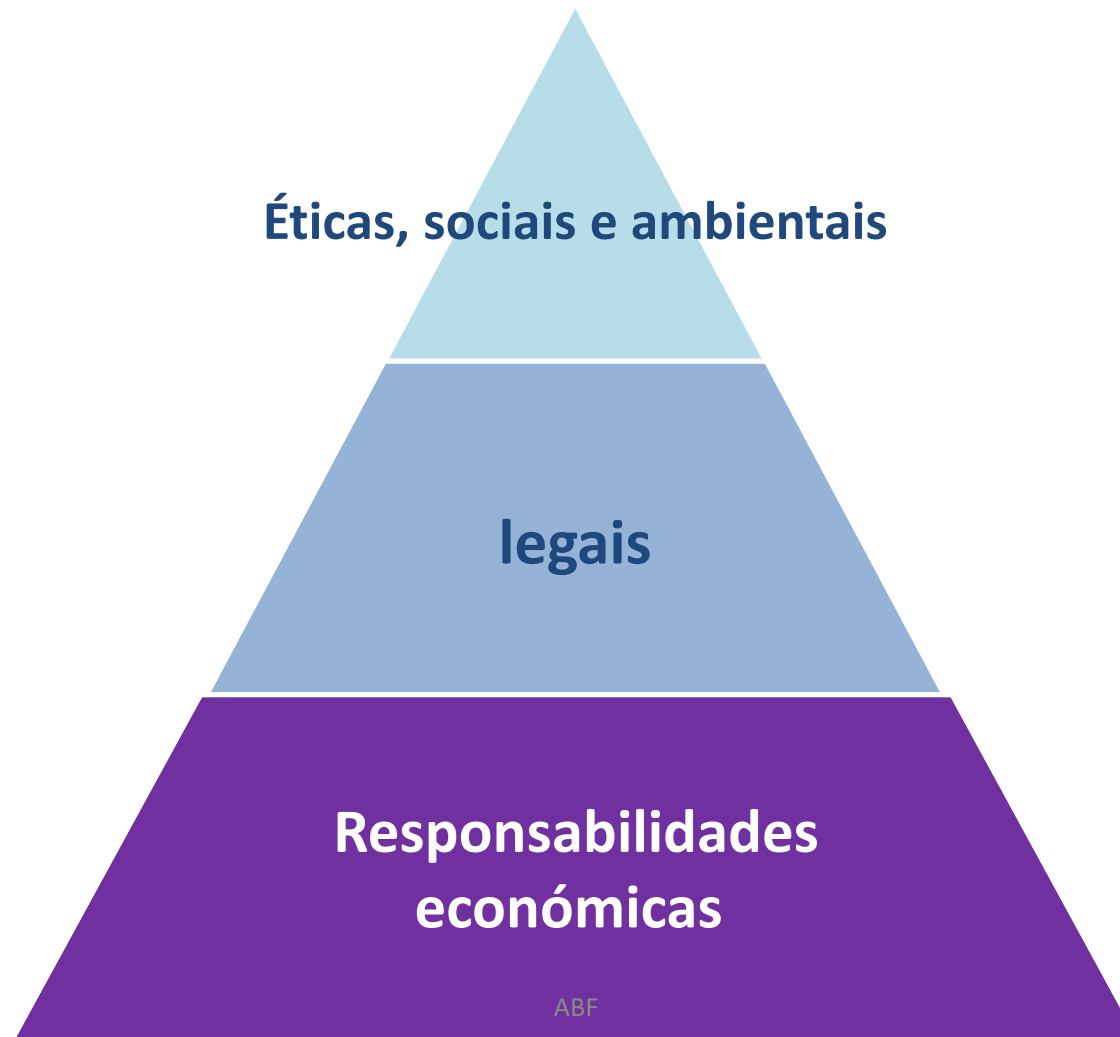 Éticas, sociais e ambientais
legais
Responsabilidades
económicas
ABF